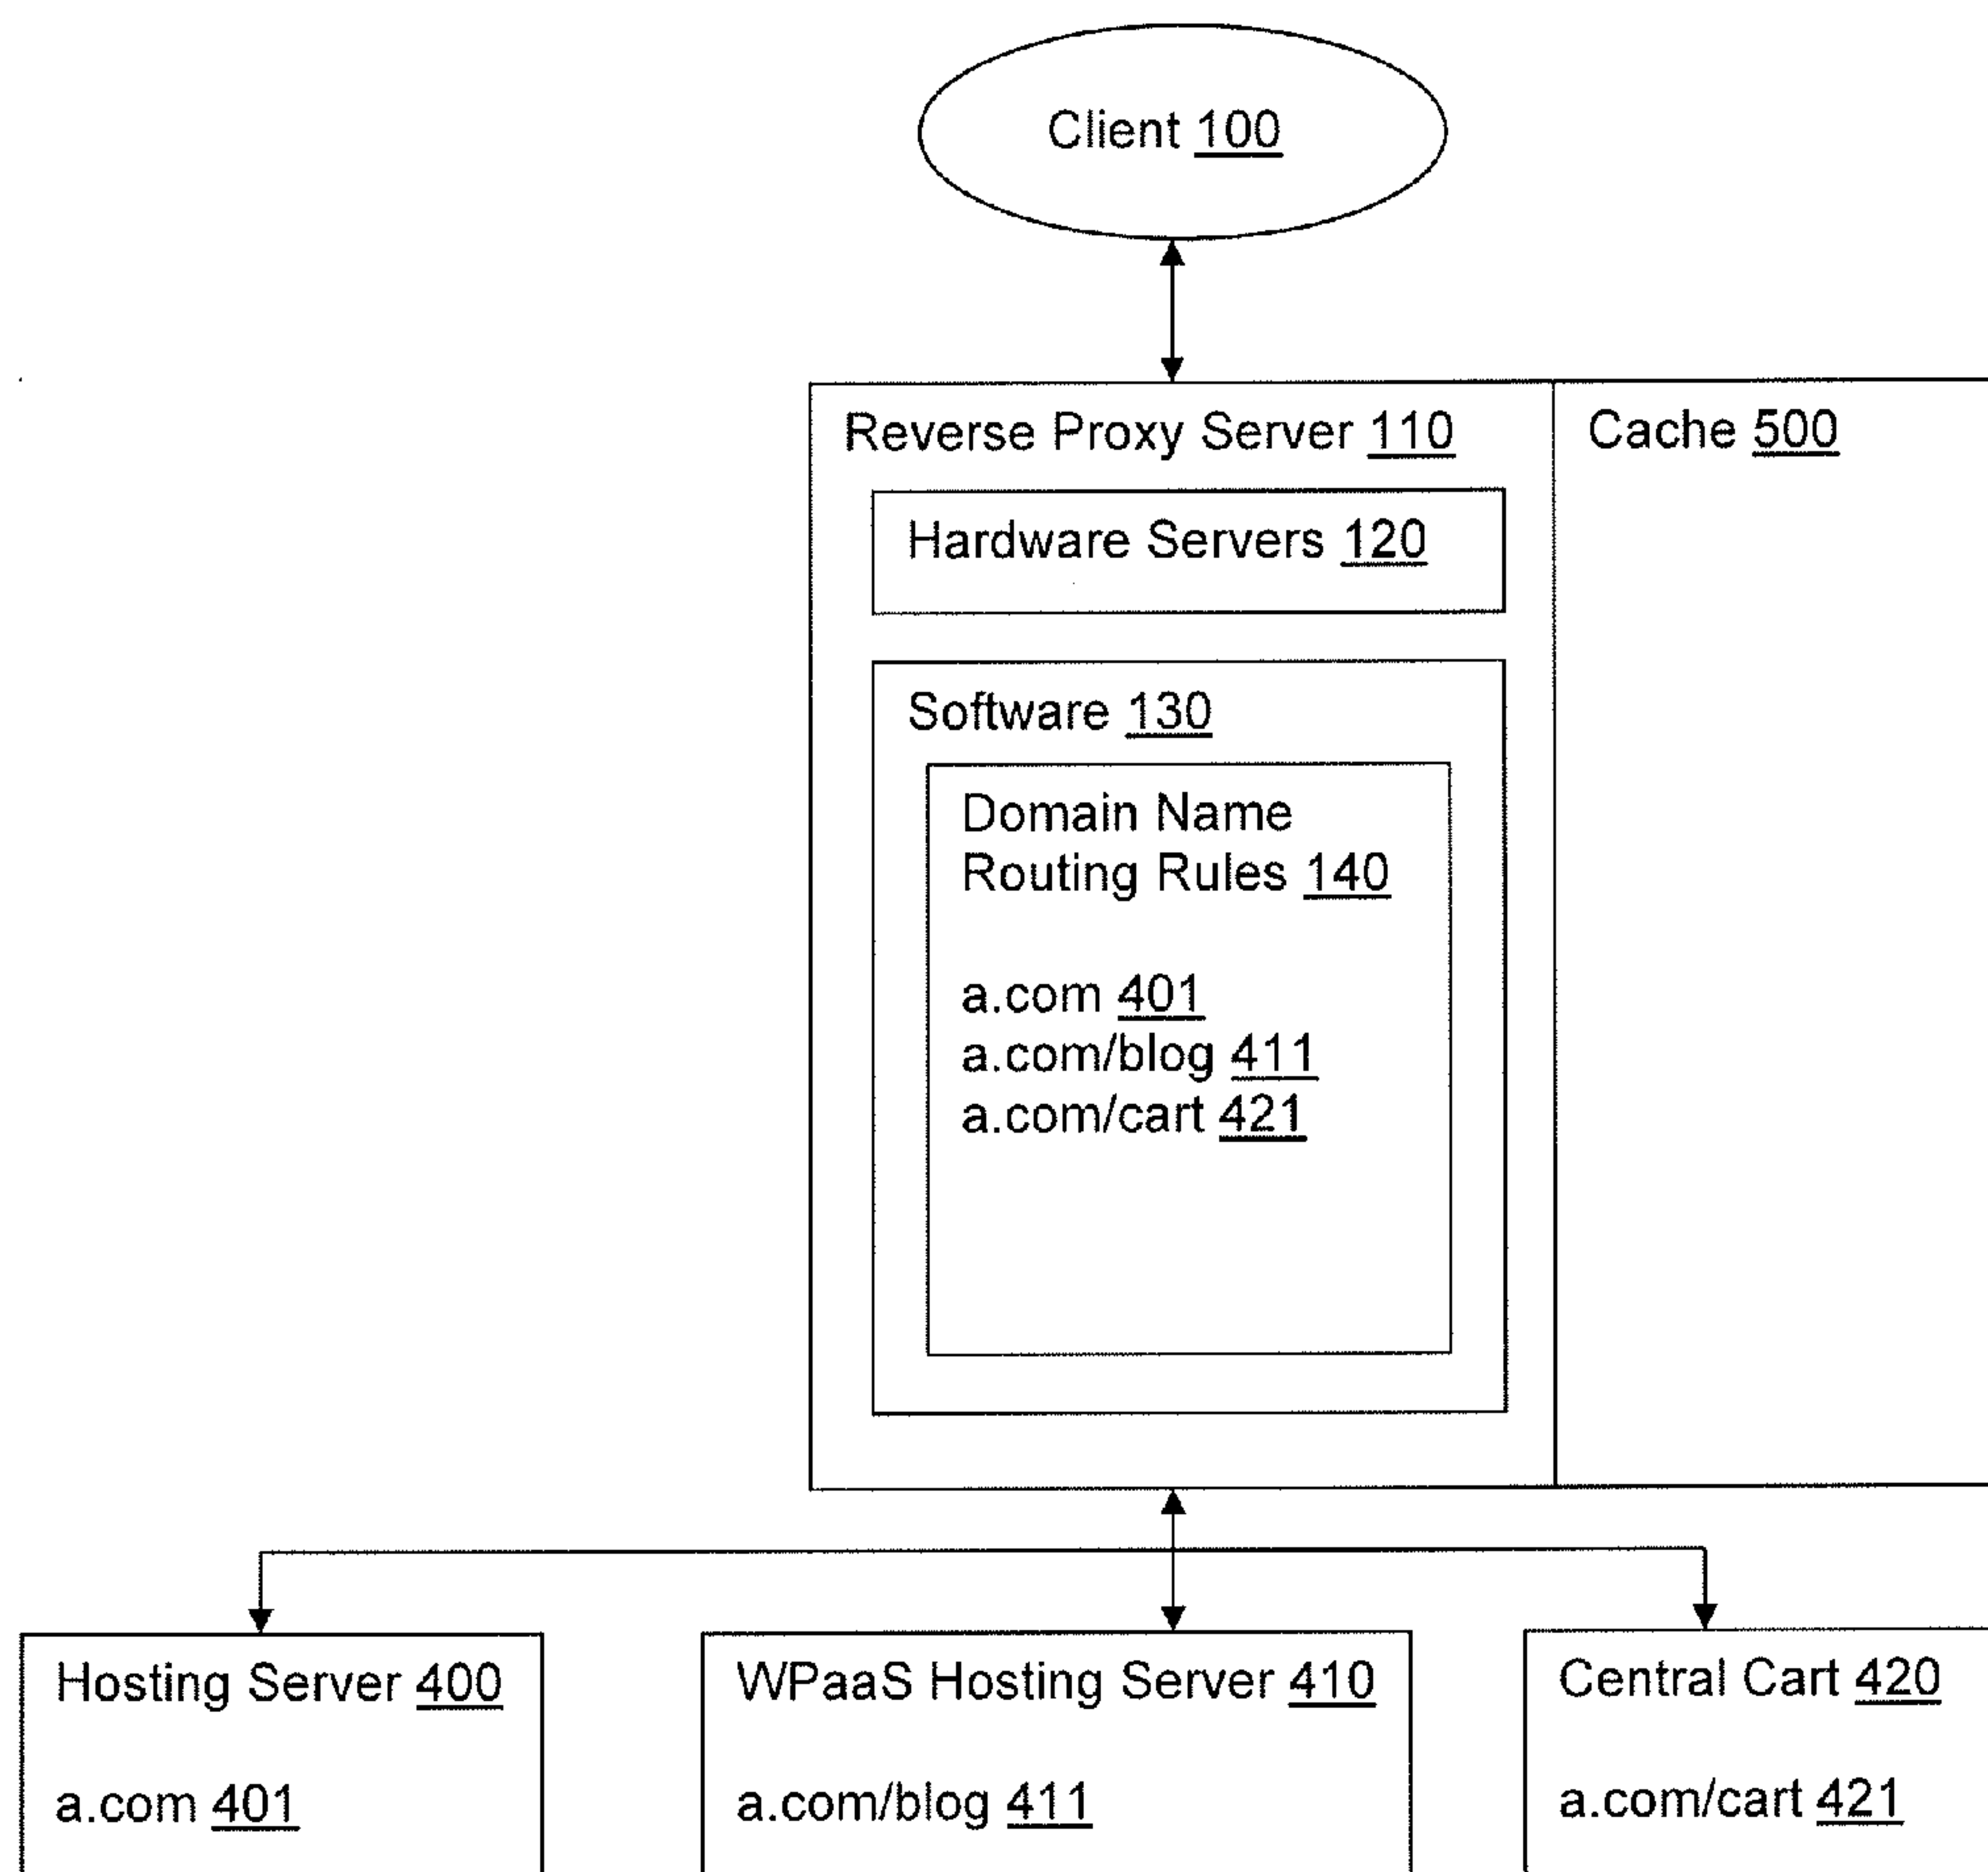 Client 100
Reverse Proxy Server 110
Cache 500
Hardware Servers 120
Software 130
Domain Name
Routing Rules 140
a.com 401
a.com/blog 411
a.com/cart 421
Hosting Server 400
a.com 401
WPaaS Hosting Server 410
a.com/blog 411
Central Cart 420
a.com/cart 421